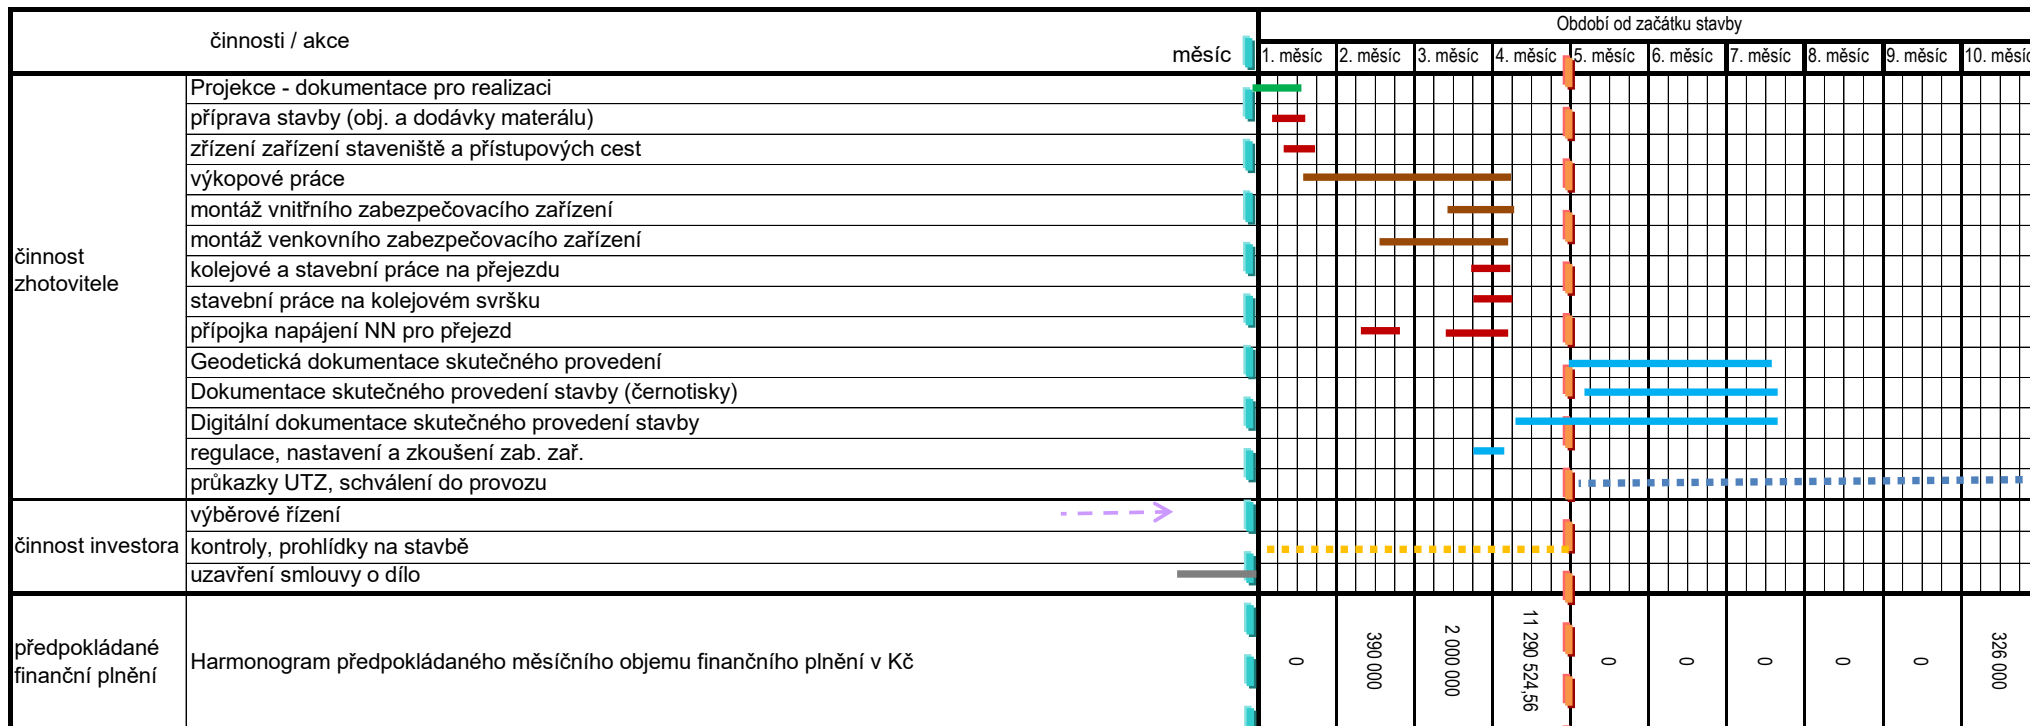 činnosti / akce
měsíc
Období od začátku stavby
1. měsíc 2. měsíc 3. měsíc 4. měsíc 5. měsíc 6. měsíc 7. měsíc 8. měsíc 9. měsíc 10. měsíc
činnost
zhotovitele
Projekce - dokumentace pro realizaci
příprava stavby (obj. a dodávky materálu)
zřízení zařízení staveniště a přístupových cest
výkopové práce
montáž vnitřního zabezpečovacího zařízení
montáž venkovního zabezpečovacího zařízení
kolejové a stavební práce na přejezdu
stavební práce na kolejovém svršku
přípojka napájení NN pro přejezd
Geodetická dokumentace skutečného provedení
Dokumentace skutečného provedení stavby (černotisky)
Digitální dokumentace skutečného provedení stavby
regulace, nastavení a zkoušení zab. zař.
průkazky UTZ, schválení do provozu
činnost investora
výběrové řízení
kontroly, prohlídky na stavbě
uzavření smlouvy o dílo
předpokládané
finanční plnění
Harmonogram předpokládaného měsíčního objemu finančního plnění v Kč
0
390 000
2 000 000
11 290 524,56
0
0
0
0
0
328 000